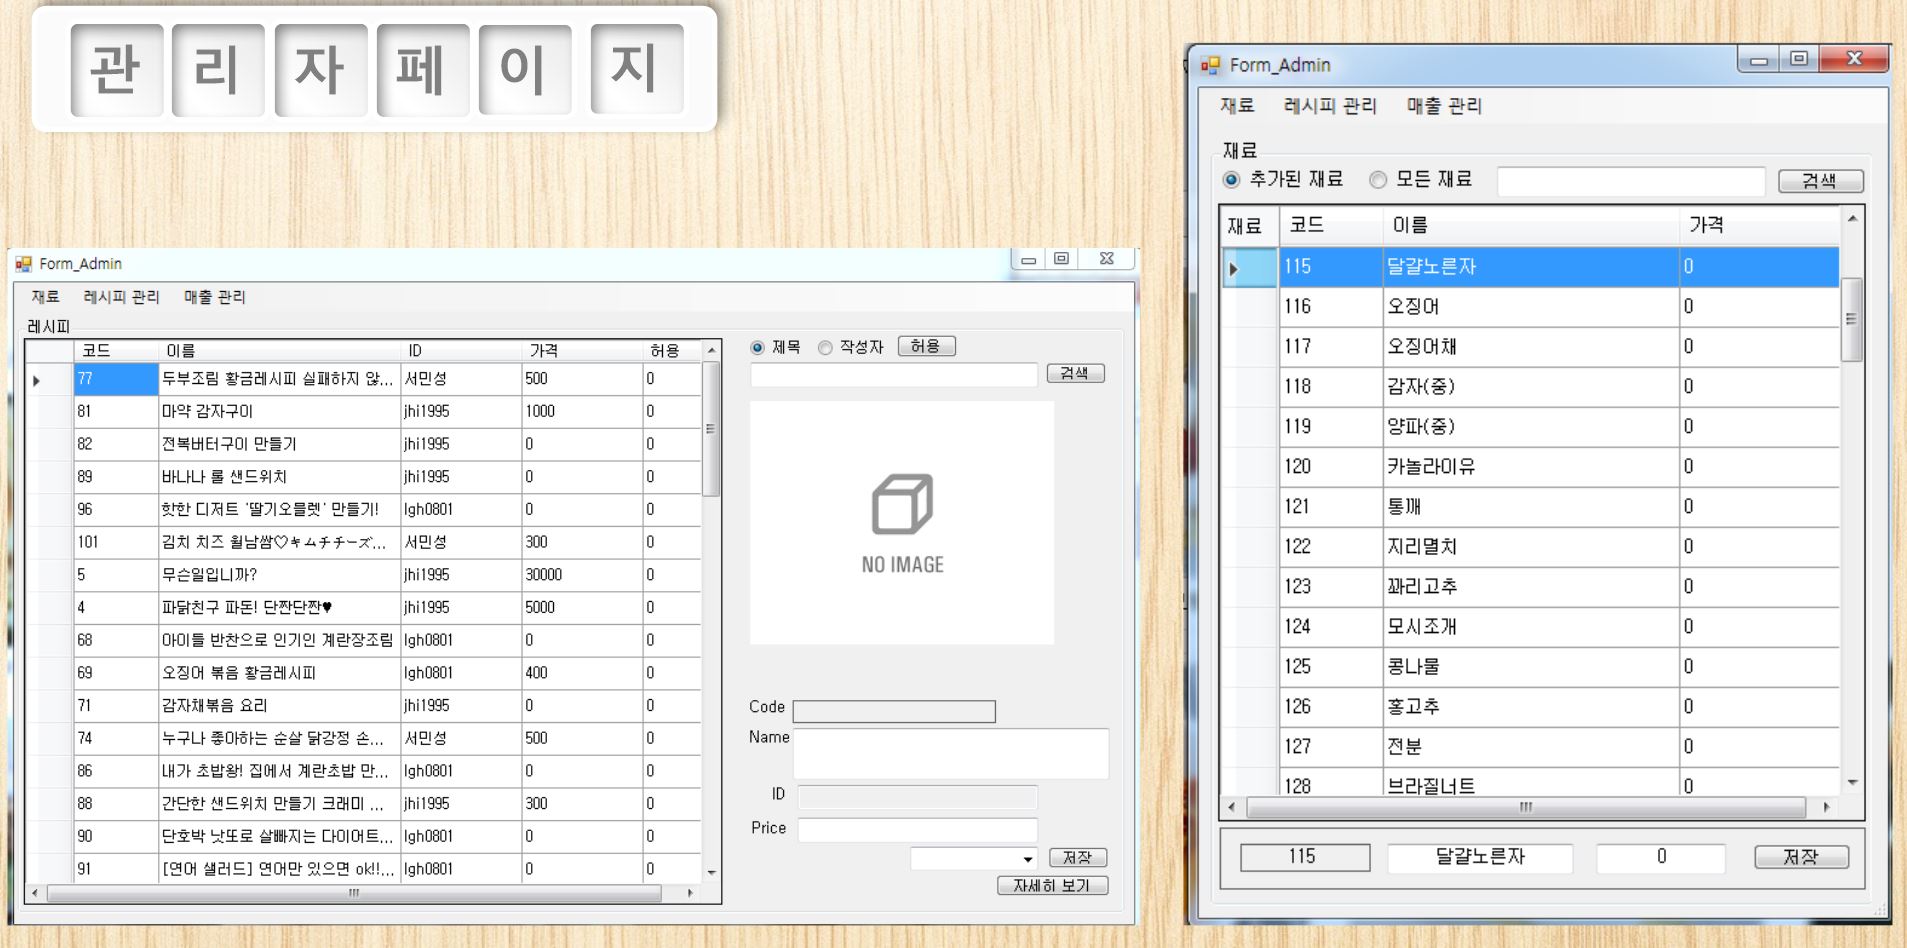 관리자페이지
Form_Admin
재료 레시피 관리 매출 관리
레시피
코드 이름 ID 가격 허용
77 두부조림 황금레시피 실패하지 않... 서민성 500 0
81 마약 감자구이 jhi1995 1000 0
82 전복버터구이 만들기 jhi1995 0 0
89 바나나 롤 샌드위치 jhi1995 0 0
96 핫한 디저트 '딸기오믈렛' 만들기! lgh0801 0 0
101 김치 치즈 월남쌈♡キムチチーズ... 서민성 300 0
5 무슨일입니까? jhi1995 30000 0
4 파닭친구 파돈! 단짠단짠♥ jhi1995 5000 0
68 아이들 반찬으로 인기인 계란장조림 lgh0801 0 0
69 오징어 볶음 황금레시피 lgh0801 400 0
71 감자채볶음 요리 jhi1995 0 0
74 누구나 좋아하는 순살 닭강정 손... 서민성 500 0
86 내가 초밥왕! 집에서 계란초밥 만... lgh0801 0 0
88 간단한 샌드위치 만들기 크래미 ... jhi1995 300 0
90 단호박 낫또로 살빠지는 다이어트... lgh0801 0 0
91 [연어 샐러드] 연어만 있으면 ok!!... lgh0801 0 0
제목 작성자 허용
검색
NO IMAGE
Code
Name
ID
Price
저장
자세히 보기
Form_Admin
재료 레시피 관리 매출 관리
재료
추가된 재료 모든 재료 검색
재료 코드 이름 가격
115 달걀노른자 0
116 오징어 0
117 오징어채 0
118 감자(중) 0
119 양파(중) 0
120 카놀라이유 0
121 통깨 0
122 지리멸치 0
123 꽈리고추 0
124 모시조개 0
125 콩나물 0
126 홍고추 0
127 전분 0
128 브라질너트 0
115 달걀노른자 0 저장